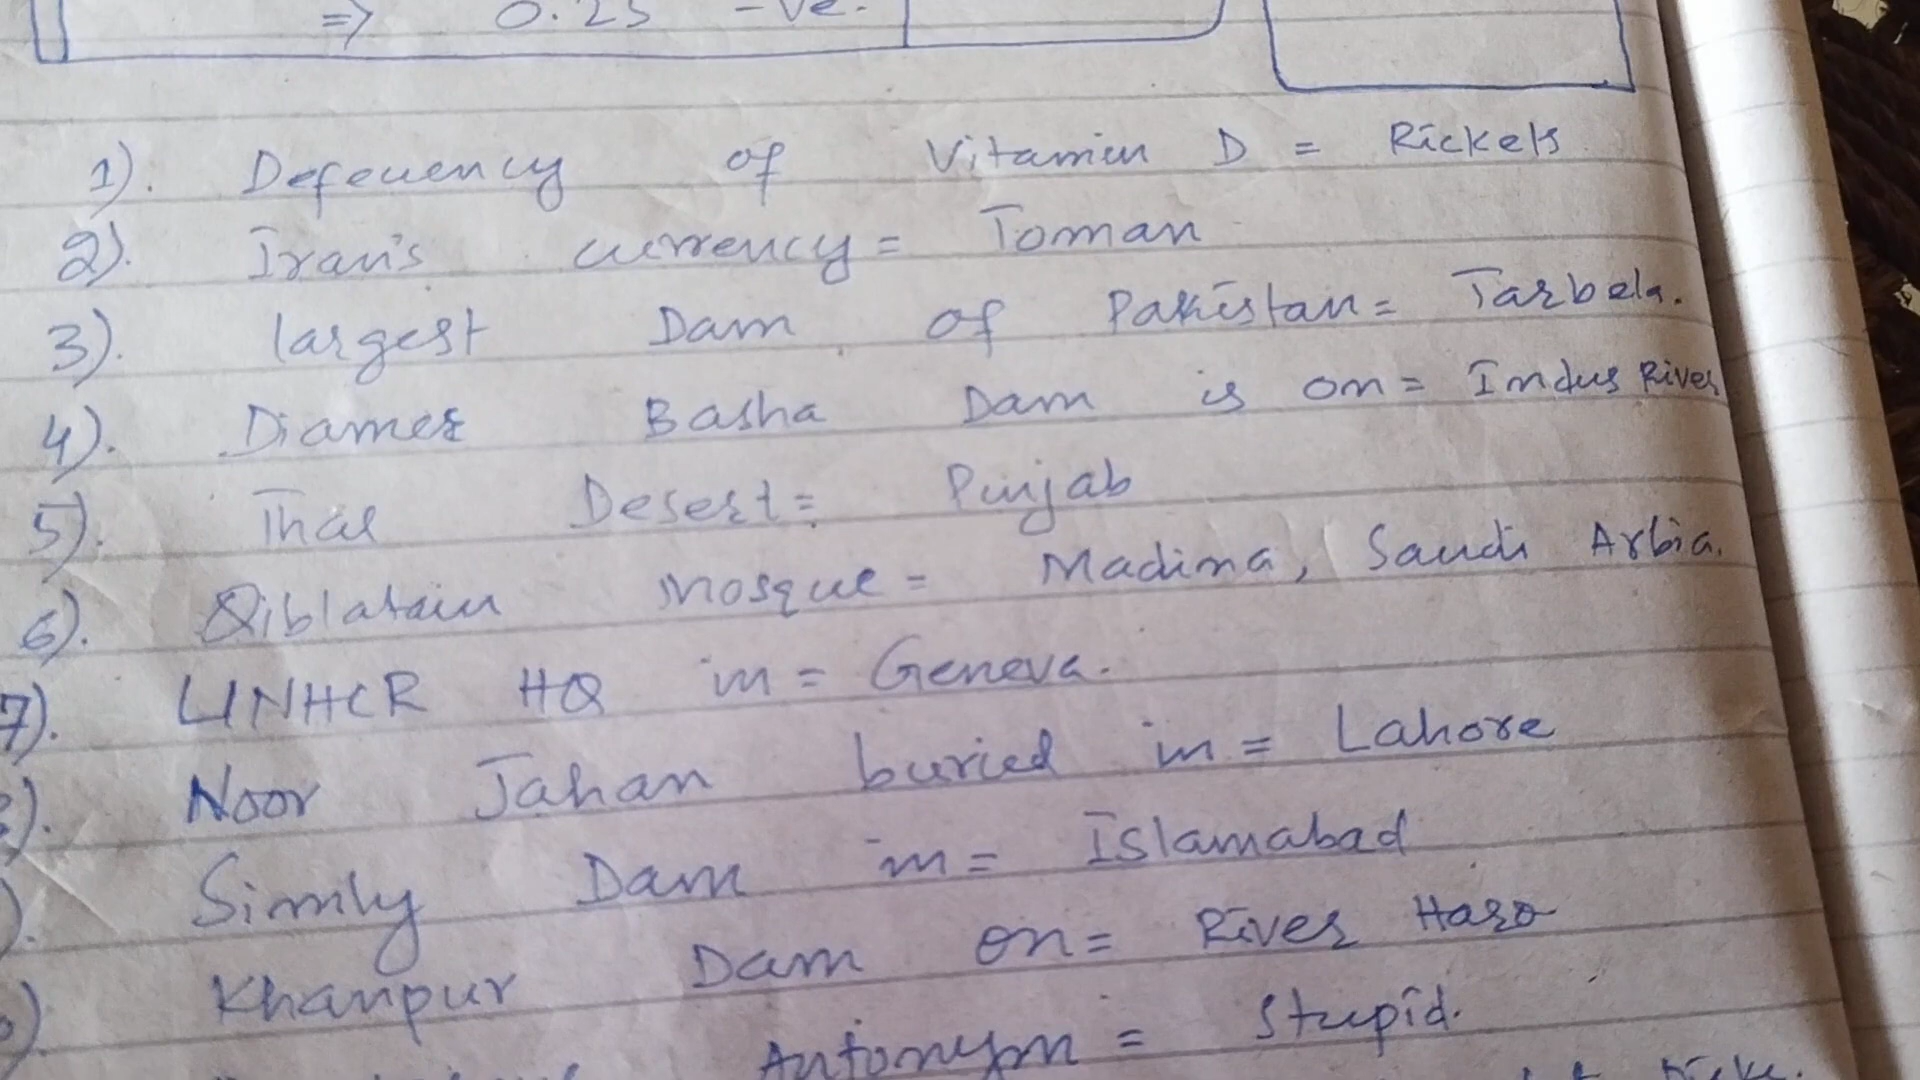 => 0.25 -ve.
1). Defeuency of Vitamin D = Rickets
2). Iran's currency = Toman
3). largest Dam of Pakistan = Tarbela.
4). Diamer Basha Dam is on = Indus River
5). Thal Desert = Punjab
6). Qiblatain Mosque = Madina, Saudi Arbia.
7). UNHCR HQ in = Geneva.
). Noor Jahan buried in = Lahore
). Simly Dam in = Islamabad
) Khanpur Dam on = River Haro
Antonym = Stupid.